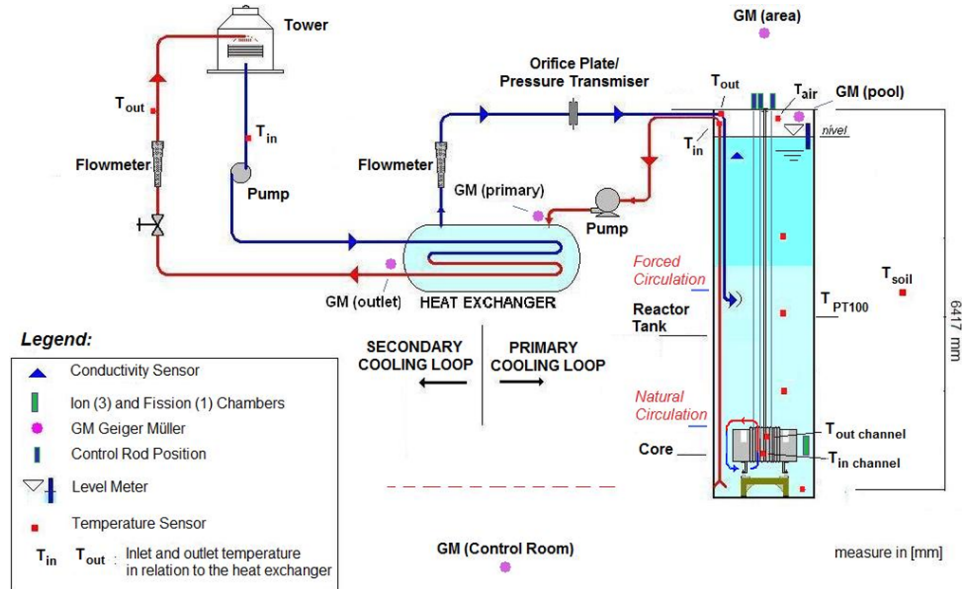 GM (area)
Tower
Orifice Plate/
Pressure Transmiser
Tout
Tair
GM (pool)
nível
Tout
Tin
Tin
Flowmeter
Flowmeter
Pump
GM (primary)
Pump
GM (outlet)
HEAT EXCHANGER
Forced
Circulation
Tsoil
TPT100
Reactor
Tank
6417 mm
SECONDARY
COOLING LOOP
PRIMARY
COOLING LOOP
Natural
Circulation
Core
Tout channel
Tin channel
Legend:
Conductivity Sensor
Ion (3) and Fission (1) Chambers
GM Geiger Müller
Control Rod Position
Level Meter
Temperature Sensor
Tin Tout : Inlet and outlet temperature
in relation to the heat exchanger
GM (Control Room)
measure in [mm]